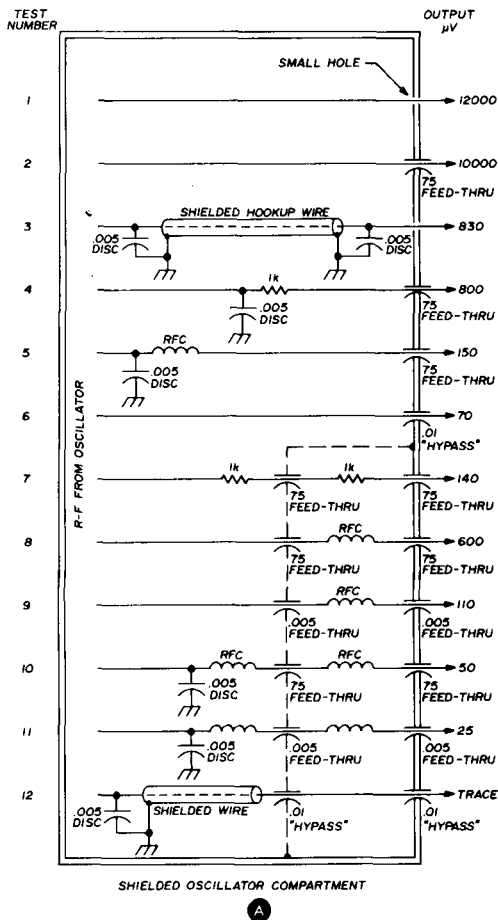 TEST
NUMBER
OUTPUT
µV
SMALL HOLE
1
12000
2
10000
75
FEED-THRU
3
.005
DISC
SHIELDED HOOKUP WIRE
.005
DISC
830
4
.005
DISC
1k
800
75
FEED-THRU
5
.005
DISC
RFC
150
75
FEED-THRU
6
70
.01
"HYPASS"
R-F FROM OSCILLATOR
7
1k
75
FEED-THRU
1k
140
75
FEED-THRU
8
75
FEED-THRU
RFC
600
75
FEED-THRU
9
.005
FEED-THRU
RFC
110
.005
FEED-THRU
10
.005
DISC
RFC
75
FEED-THRU
RFC
50
75
FEED-THRU
11
.005
DISC
.005
FEED-THRU
25
.005
FEED-THRU
12
.005
DISC
SHIELDED WIRE
.01
"HYPASS"
TRACE
.01
"HYPASS"
SHIELDED OSCILLATOR COMPARTMENT
A